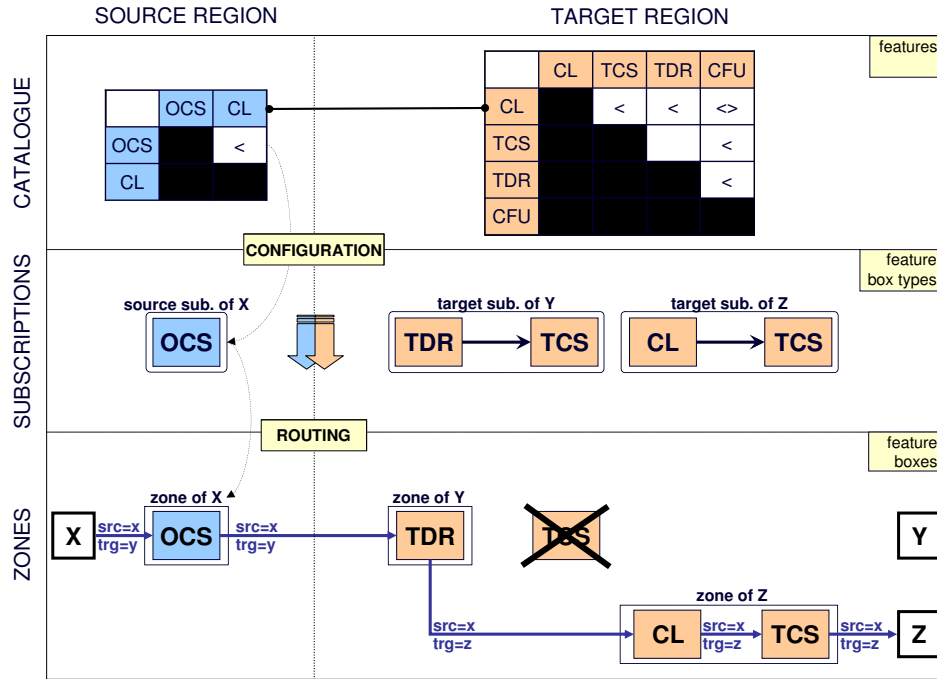 SOURCE REGION
TARGET REGION
CATALOGUE
features
OCS CL
OCS <
CL
CL TCS TDR CFU
CL < < <>
TCS <
TDR <
CFU
CONFIGURATION
SUBSCRIPTIONS
feature
box types
source sub. of X
OCS
target sub. of Y
TDR TCS
target sub. of Z
CL TCS
ROUTING
ZONES
feature
boxes
X
src=x
trg=y
zone of X
OCS
src=x
trg=y
zone of Y
TDR
TCS
Y
src=x
trg=z
zone of Z
CL
src=x
trg=z
TCS
src=x
trg=z
Z